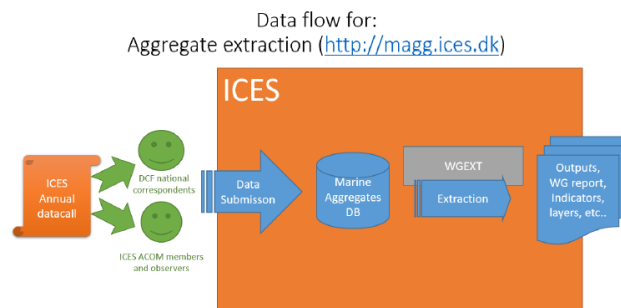 Data flow for:
Aggregate extraction (http://magg.ices.dk)
ICES
ICES
Annual
datacall
DCF national
correspondents
ICES ACOM members
and observers
Data
Submisson
Marine
Aggregates
DB
WGEXT
Extraction
Outputs,
WG report,
Indicators,
layers, etc..